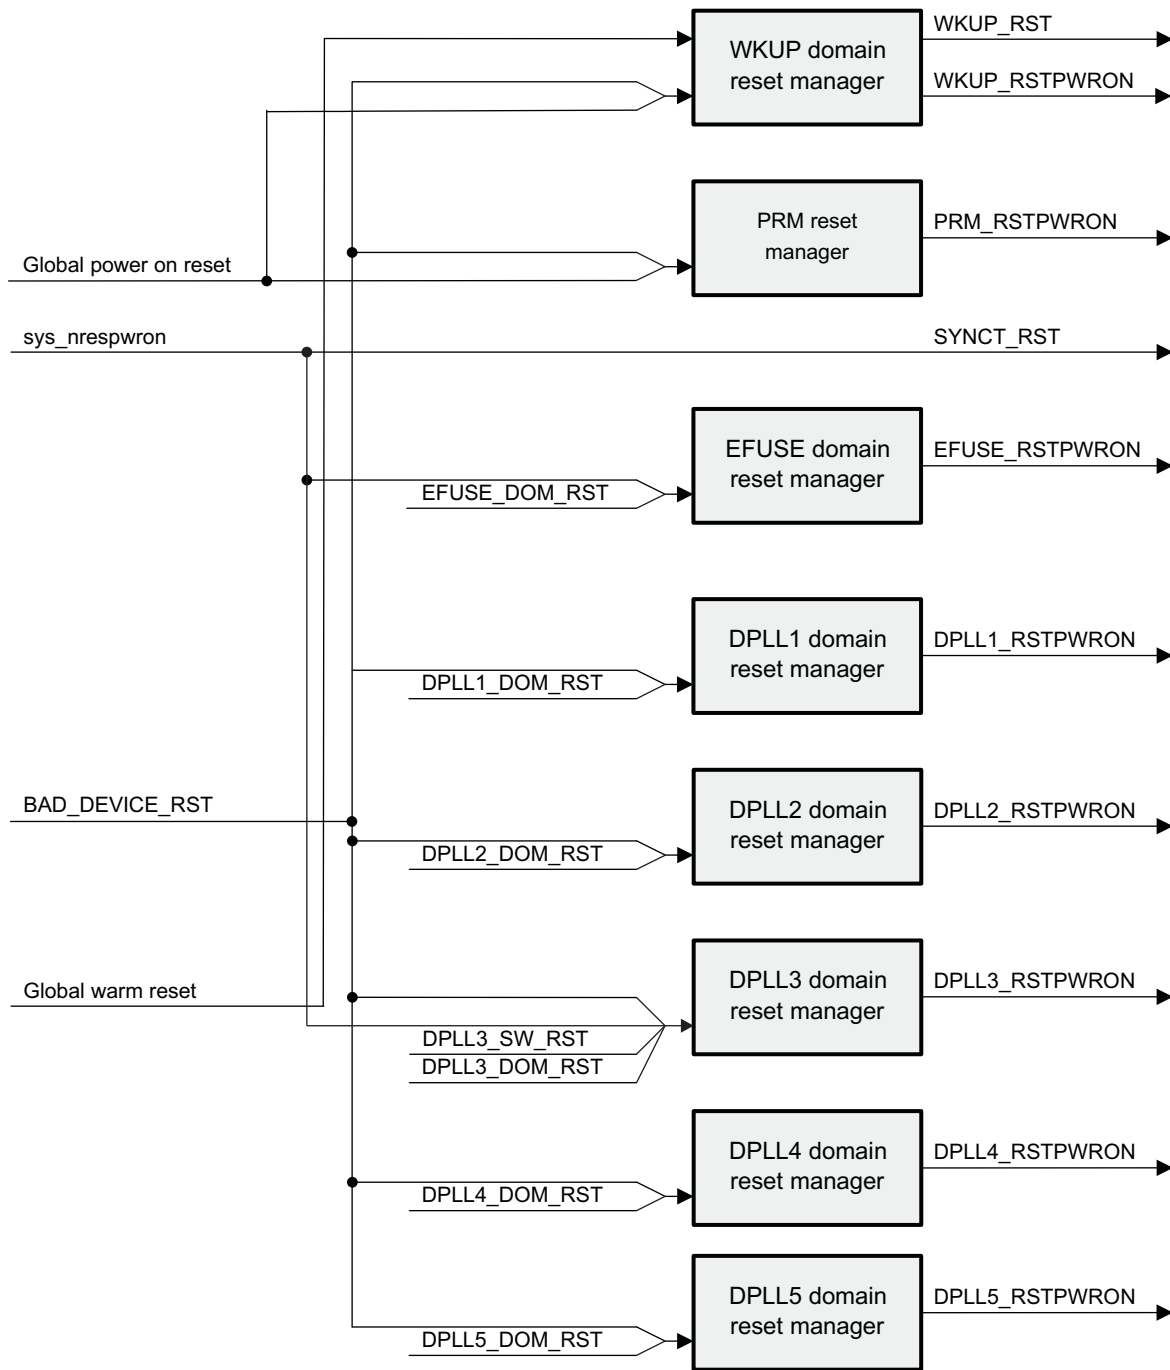 WKUP domain
reset manager
WKUP_RST
WKUP_RSTPWRON
PRM reset
manager
PRM_RSTPWRON
Global power on reset
sys_nrespwron
SYNCT_RST
EFUSE domain
reset manager
EFUSE_RSTPWRON
EFUSE_DOM_RST
DPLL1 domain
reset manager
DPLL1_RSTPWRON
DPLL1_DOM_RST
BAD_DEVICE_RST
DPLL2 domain
reset manager
DPLL2_RSTPWRON
DPLL2_DOM_RST
Global warm reset
DPLL3 domain
reset manager
DPLL3_RSTPWRON
DPLL3_SW_RST
DPLL3_DOM_RST
DPLL4 domain
reset manager
DPLL4_RSTPWRON
DPLL4_DOM_RST
DPLL5 domain
reset manager
DPLL5_RSTPWRON
DPLL5_DOM_RST